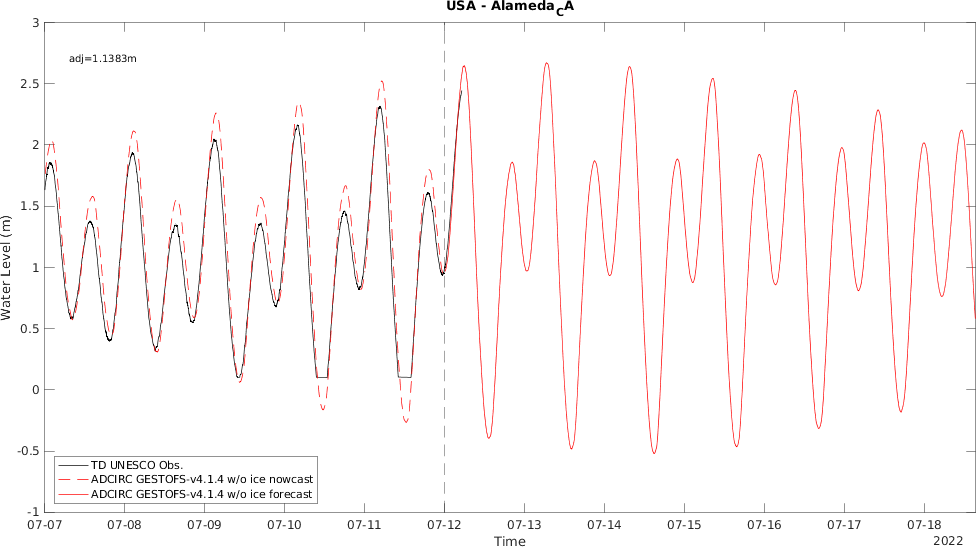 USA - Alameda_CA
adj=1.1383m
Water Level (m)
3
2.5
2
1.5
1
0.5
0
-0.5
-1
TD UNESCO Obs.
ADCIRC GESTOFS-v4.1.4 w/o ice nowcast
ADCIRC GESTOFS-v4.1.4 w/o ice forecast
07-07 07-08 07-09 07-10 07-11 07-12 07-13 07-14 07-15 07-16 07-17 07-18
Time
2022